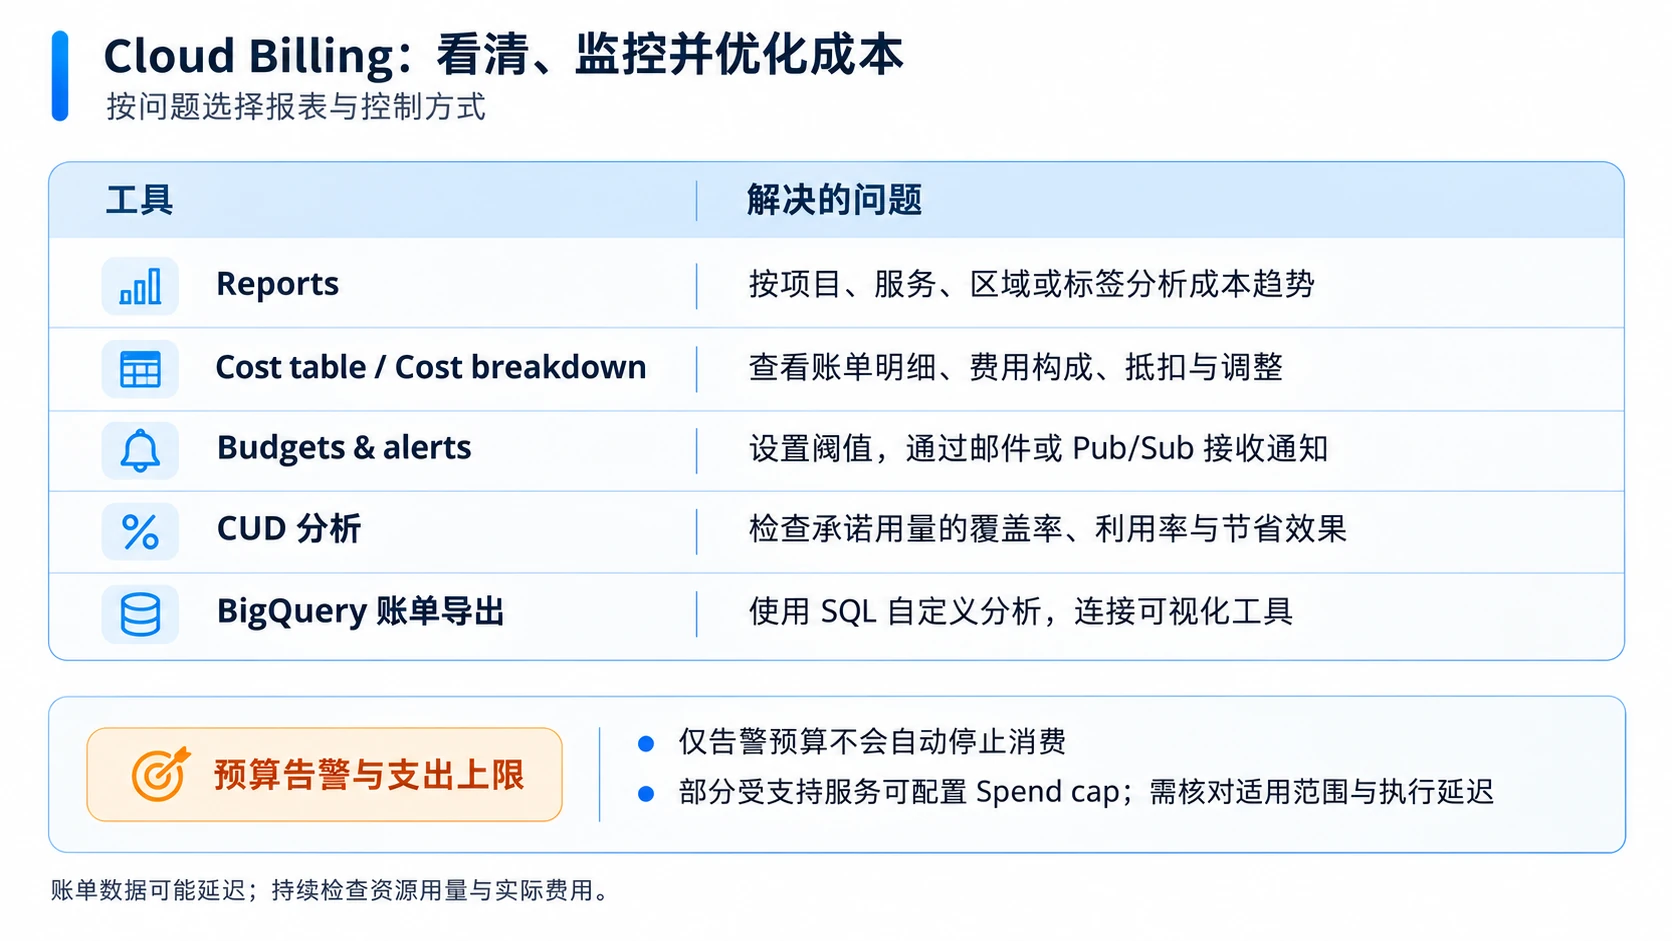 Cloud Billing：看清、监控并优化成本
按问题选择报表与控制方式
工具
解决的问题
Reports
按项目、服务、区域或标签分析成本趋势
Cost table / Cost breakdown
查看账单明细、费用构成、抵扣与调整
Budgets & alerts
设置阀值，通过邮件或 Pub/Sub 接收通知
CUD 分析
检查承诺用量的覆盖率、利用率与节省效果
BigQuery 账单导出
使用 SQL 自定义分析，连接可视化工具
预算告警与支出上限
仅告警预算不会自动停止消费
部分受支持服务可配置 Spend cap；需核对适用范围与执行延迟
账单数据可能延迟；持续检查资源用量与实际费用。